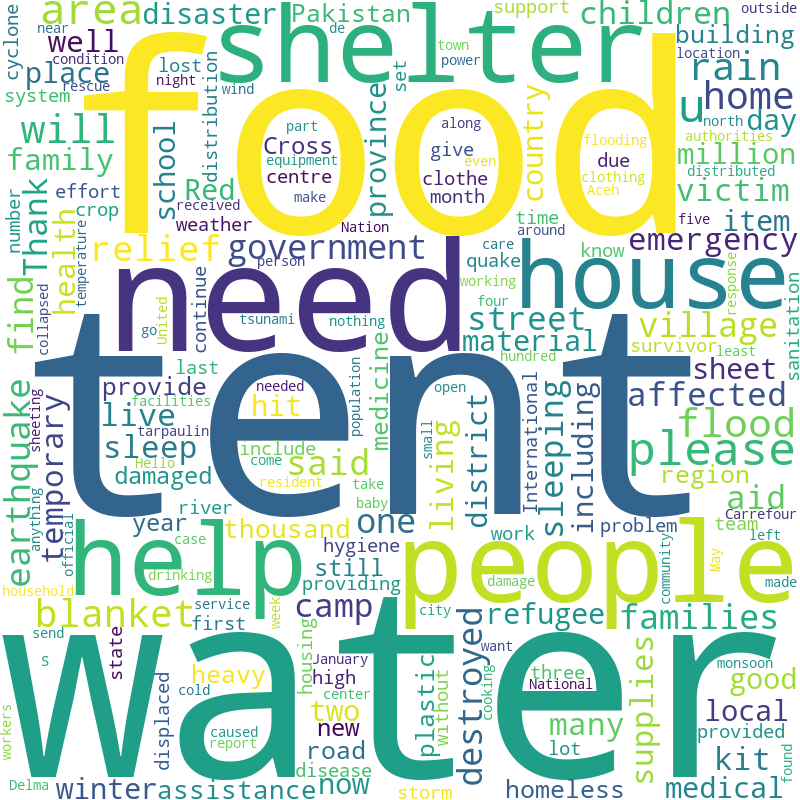 area
disaster
Pakistan
support
children
outside
cyclone
near
de
town
building
well
condition
shelter
power
location
place
rescue
lost
night
set
rain
system
distribution
wind
food
home
will
school
part
along
u
north
day
Cross
province
country
flooding
authorities
family
equipment
give
even
due
million
centre
clothe
clothing
distributed
effort
Red
make
month
Aceh
victim
number
crop
received
time
five
item
Thank
health
weather
Nation
around
emergency
relief
government
care
know
find
temperature
person
quake
working
response
collapsed
continue
need
house
United
go
tsunami
nothing
four
street
village
sanitation
last
material
hundred
survivor
least
earthquake
sheeting
temporary
provide
needed
medicine
sheet
facilities
hit
population
open
International
affected
live
tarpaulin
tent
small
sleeping
including
flood
sleep
Hello
include
said
come
living
district
please
anything
damaged
resident
take
region
official
river
baby
aid
year
thousand
one
work
problem
team
Carrefour
help
case
hygiene
still
people
community
May
left
household
drinking
providing
damage
made
blanket
service
week
camp
city
refugee
families
send
first
destroyed
want
state
water
S
heavy
housing
January
high
center
cold
plastic
without
cooking
three
National
supplies
monsoon
good
workers
displaced
two
new
many
local
caused
report
road
lot
provided
kit
found
Delma
winter
assistance
disease
now
storm
homeless
medical